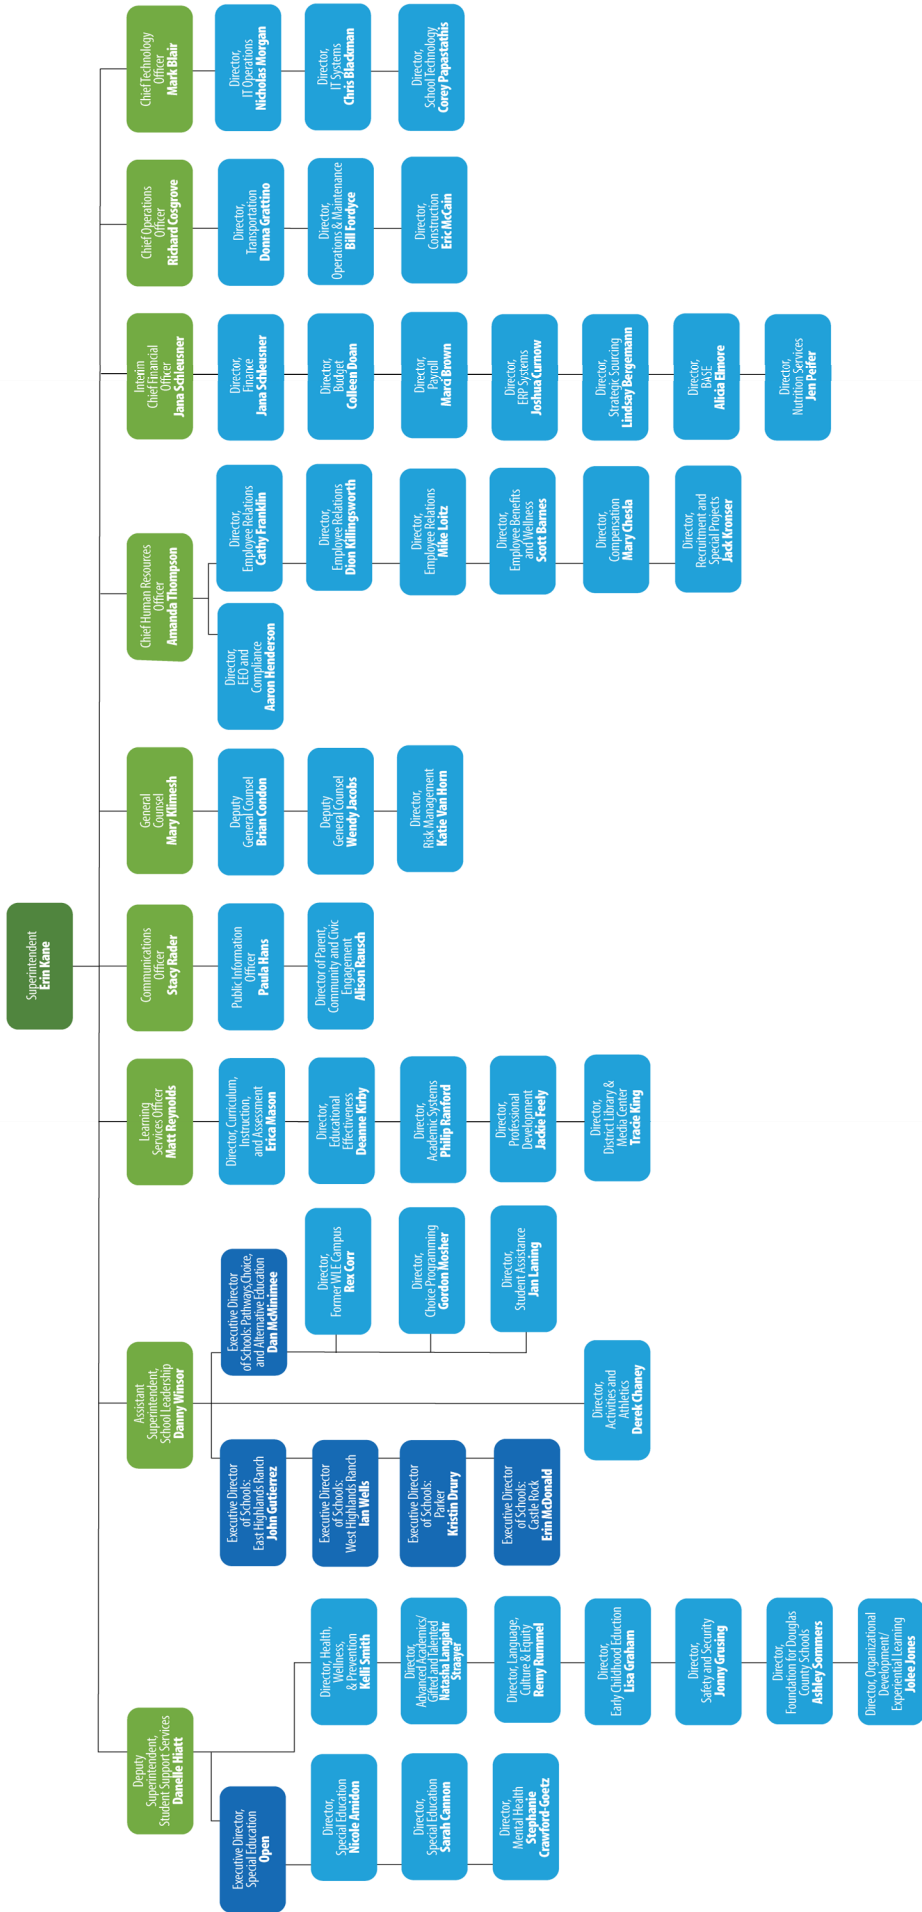 Superintendent
Erin Kane
Deputy
Superintendent,
Student Support Services
Danelle Hiatt
Executive Director,
Special Education
Open
Director,
Special Education
Nicole Amidon
Director,
Special Education
Sarah Cannon
Director,
Mental Health
Stephanie
Crawford-Goetz
Director, Health,
Wellness,
& Prevention
Kelli Smith
Director,
Advanced Academics/
Gifted and Talented
Natasha Langjahr
Straayer
Director, Language,
Culture & Equity
Remy Rummel
Director,
Early Childhood Eduction
Lisa Graham
Director,
Safety and Security
Jonny Grusing
Director,
Foundation for Douglas
County Schools
Ashley Sommers
Director, Organizational
Development/
Experiential Learning
Jolee Jones
Assistant
Superintendent,
School Leadership
Danny Winsor
Executive Director
of Schools:
East Highlands Ranch
John Gutierrez
Executive Director
of Schools:
West Highlands Ranch
Ian Wells
Executive Director
of Schools:
Parker
Kristin Drury
Executive Director
of Schools:
Castle Rock
Erin McDonald
Executive Director
of Schools: Pathways,Choice,
and Alternative Education
Dan McMinimee
Director,
Former WLE Campus
Rex Corr
Director,
Choice Programming
Gordon Mosher
Director,
Student Assistance
Jan Laning
Director,
Activities and
Athletics
Derek Chaney
Learning
Services Officer
Matt Reynolds
Director, Curriculum,
Instruction,
and Assessment
Erica Mason
Director,
Educational
Effectiveness
Deanne Kirby
Director,
Academic Systems
Philip Ranford
Director,
Professional
Development
Jackie Feely
Director,
District Library &
Media Center
Tracie King
Communications
Officer
Stacy Rader
Public Information
Officer
Paula Hans
Director of Parent,
Community and Civic
Engagement
Alison Rausch
General
Counsel
Mary Klimesh
Deputy
General Counsel
Brian Condon
Deputy
General Counsel
Wendy Jacobs
Director,
Risk Management
Katie Van Horn
Chief Human Resources
Officer
Amanda Thompson
Director,
EEO and
Compliance
Aaron Henderson
Director,
Employee Relations
Cathy Franklin
Director,
Employee Relations
Dion Killingsworth
Director,
Employee Relations
Mike Loitz
Director,
Employee Benefits
and Wellness
Scott Barnes
Director,
Compensation
Mary Chesla
Director,
Recruitment and
Special Projects
Jack Kronser
Interim
Chief Financial
Officer
Jana Schleusner
Director,
Finance
Jana Schleusner
Director,
Budget
Colleen Doan
Director,
Payroll
Marci Brown
Director,
ERP Systems
Joshua Curnow
Director,
Strategic Sourcing
Lindsay Bergemann
Director,
BASE
Alicia Elmore
Director,
Nutrition Services
Jen Peifer
Chief Operations
Officer
Richard Cosgrove
Director,
Transportation
Donna Grattino
Director,
Operations & Maintenance
Bill Fordyce
Director,
Construction
Eric McCain
Chief Technology
Officer
Mark Blair
Director,
IT Operations
Nicholas Morgan
Director,
IT Systems
Chris Blackman
Director,
School Technology
Corey Papastathis